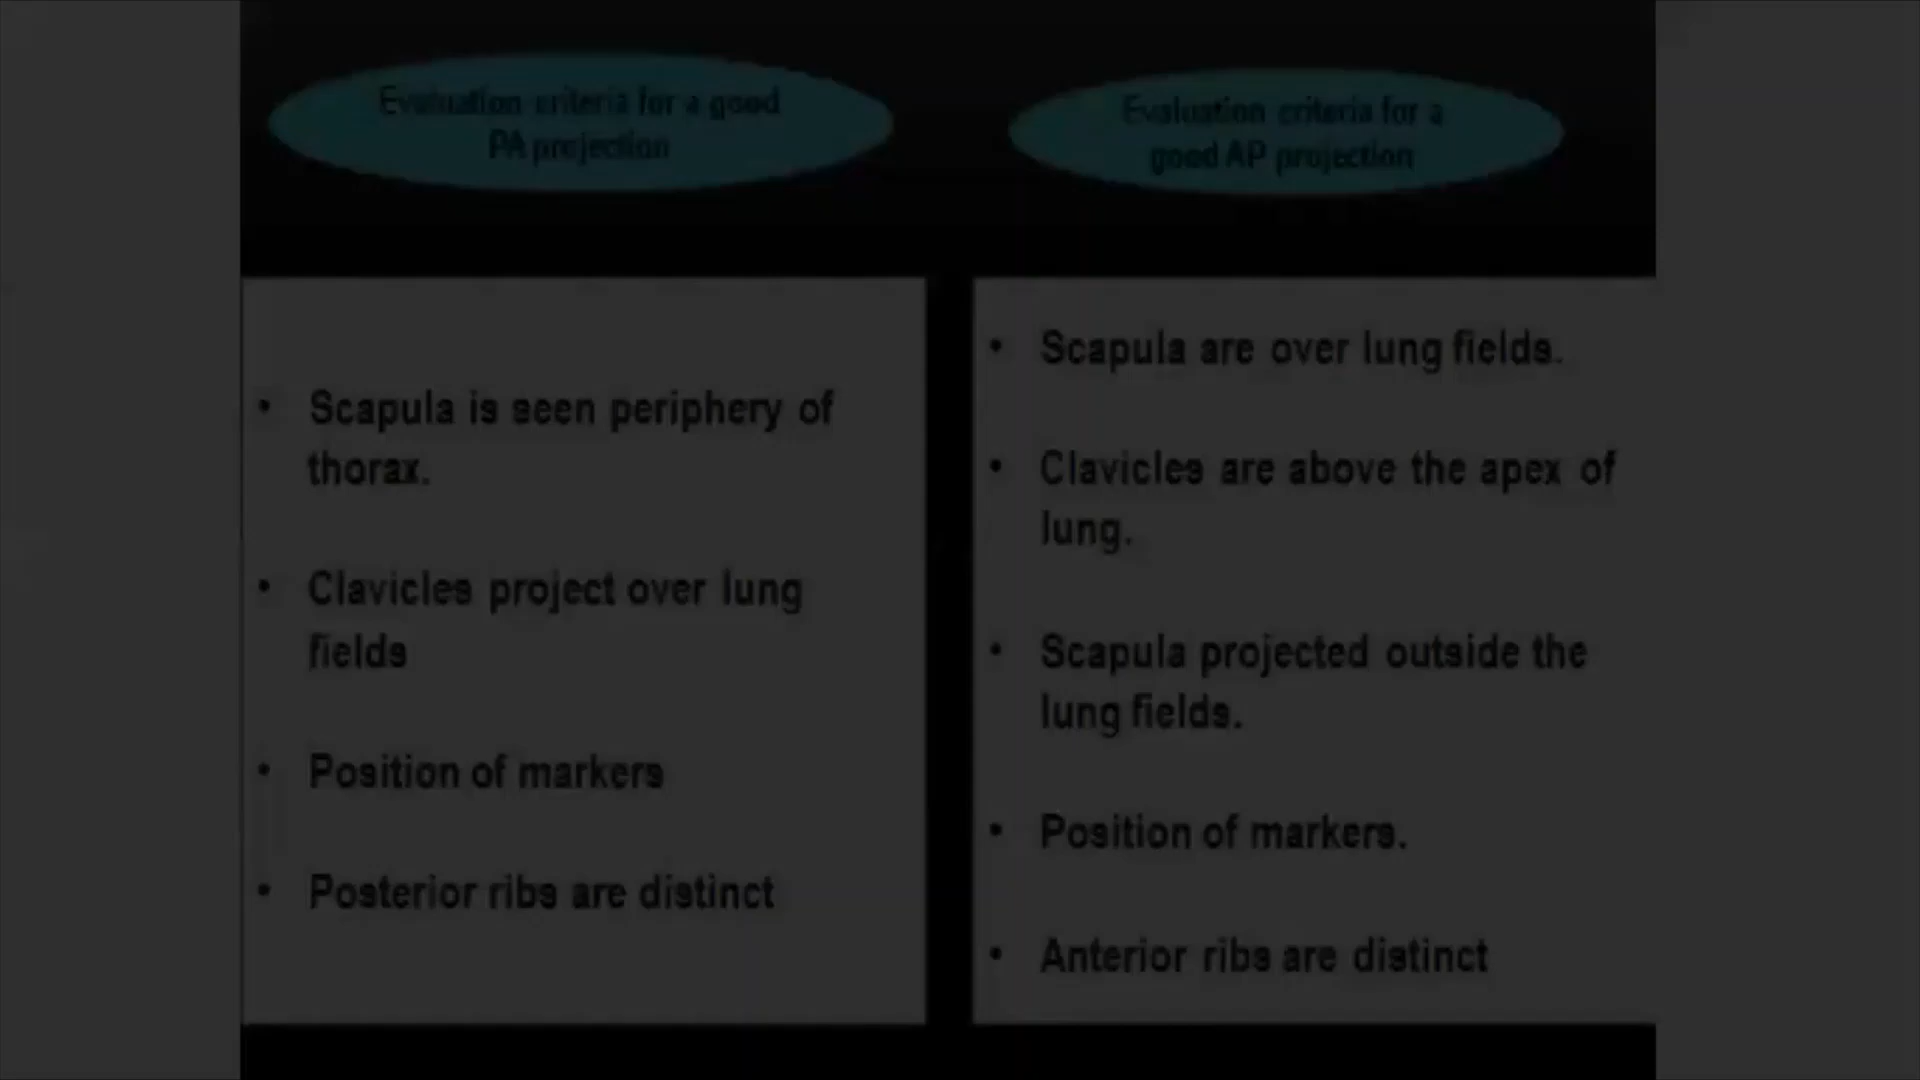 Evaluation criteria for a good
PA projection
Scapula is seen periphery of
thorax.
Clavicles project over lung
fields
Position of markers
Posterior ribs are distinct
Evaluation criteria for a
good AP projection
Scapula are over lung fields.
Clavicles are above the apex of
lung.
Scapula projected outside the
lung fields.
Position of markers.
Anterior ribs are distinct